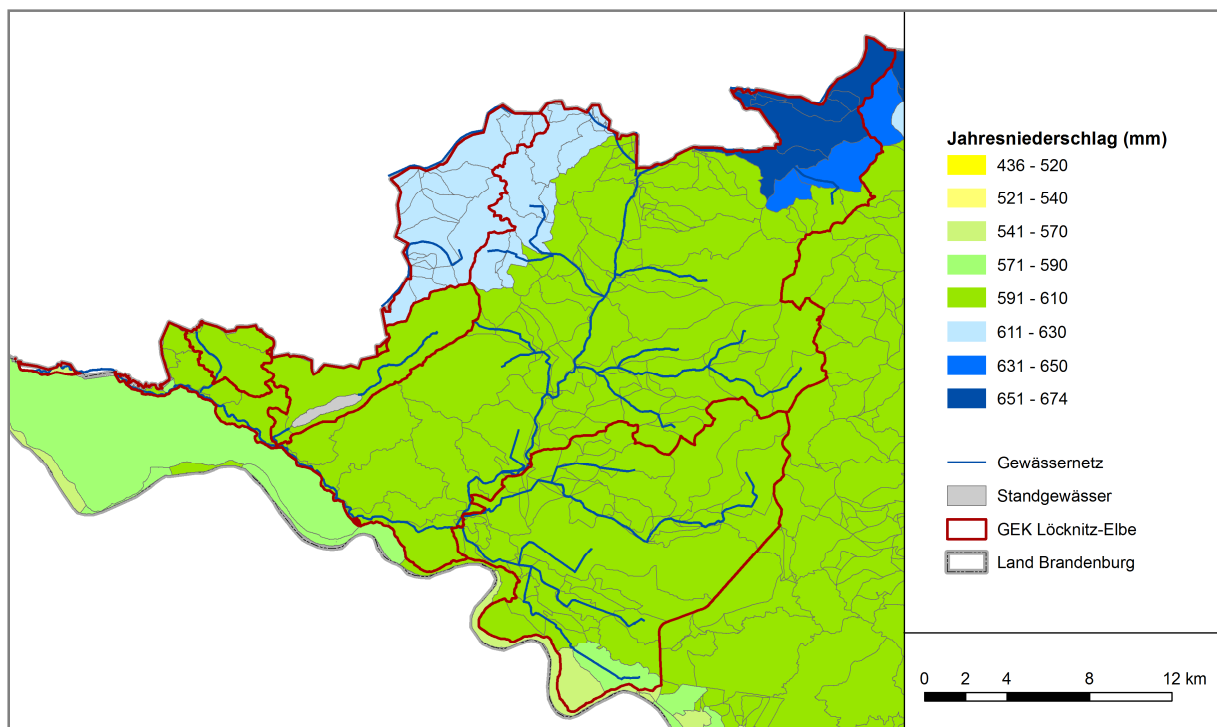 Jahresniederschlag (mm)
436 - 520
521 - 540
541 - 570
571 - 590
591 - 610
611 - 630
631 - 650
651 - 674
Gewässernetz
Standgewässer
GEK Löcknitz-Elbe
Land Brandenburg
0 2 4 8 12 km